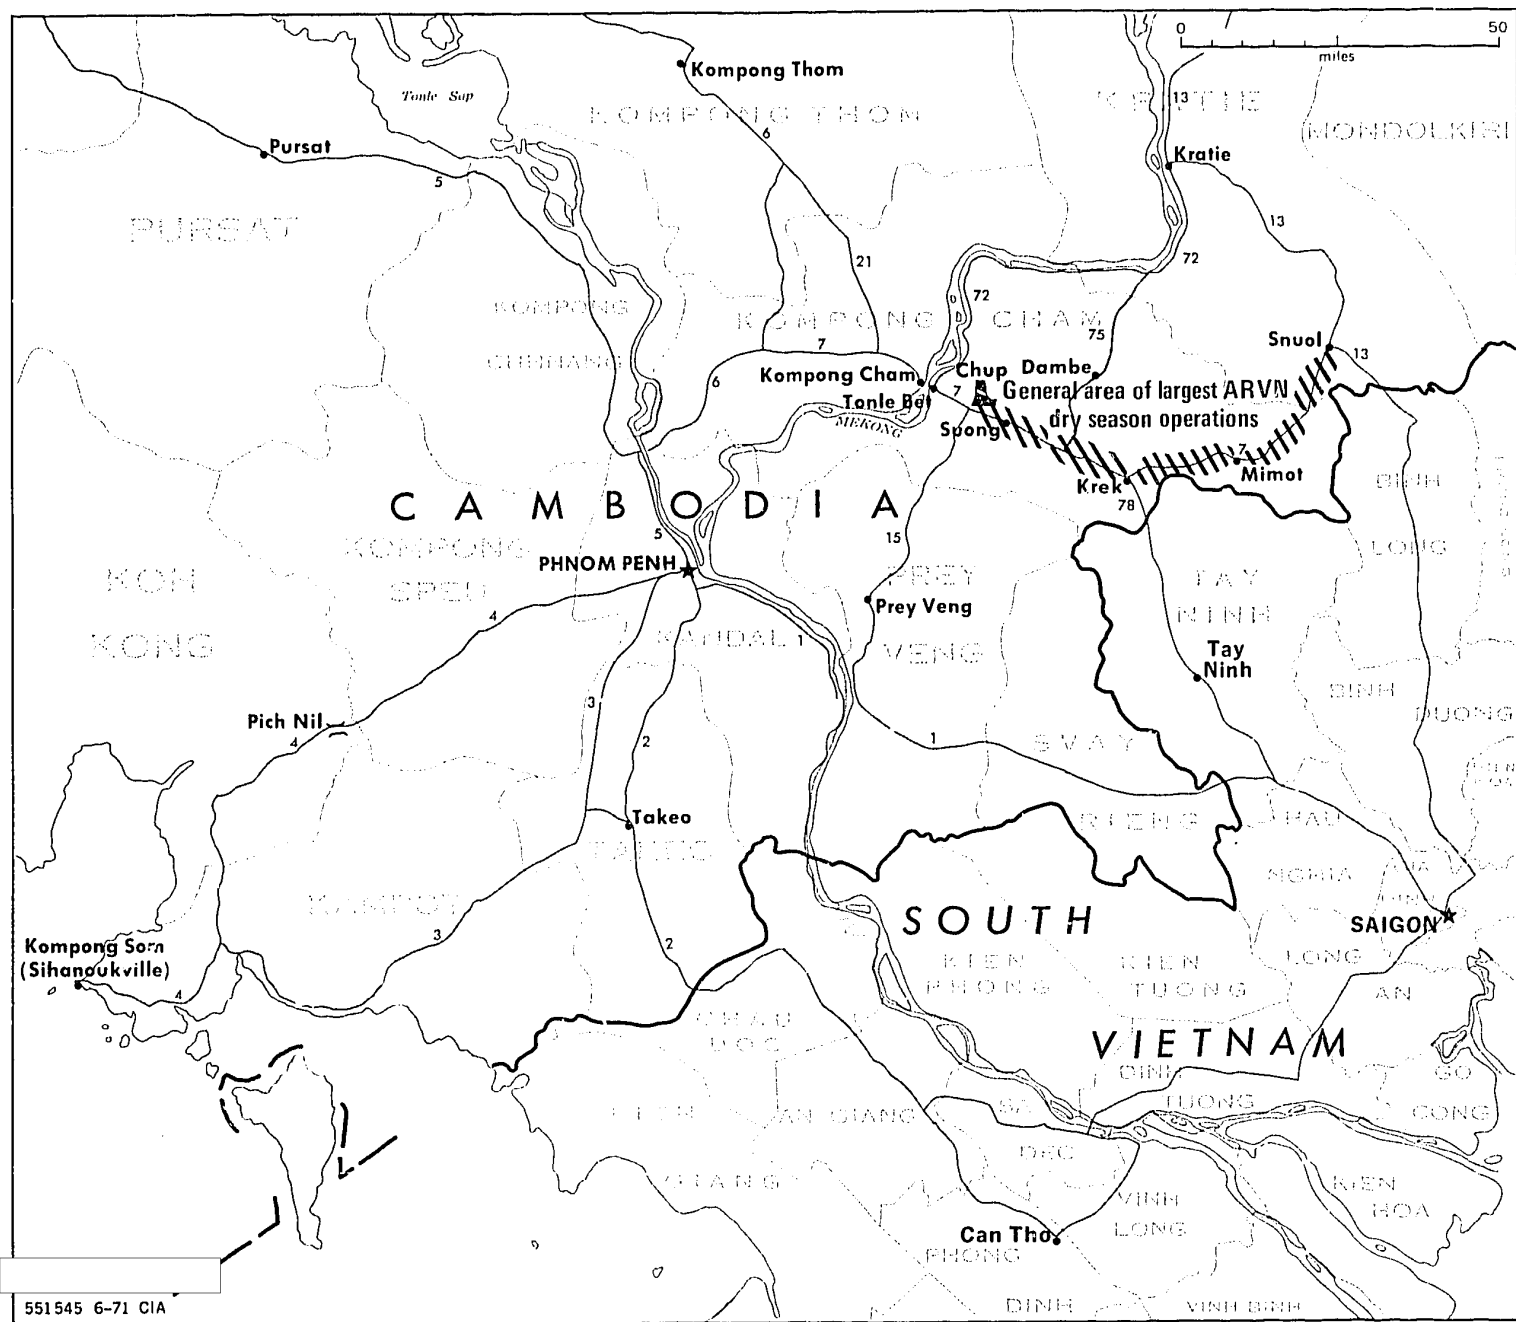 0 50
miles
Kompong Thom
Tonle Sap
KOMPONG THOM
KRATIE
13
MONDOLKIRI
6
Pursat
5
Kratie
PURSAT
13
21
72
72
KOMPONG
CHHNANG
KOMPONG CHAM
75
7
Snuol
13
6
Kompong Cham
Chup
Dambe
7
Tonle Bet
General area of largest ARVN
dry season operations
MEKONG
Spong
7
Mimot
Krek
78
BINH
LONG
CAMBODIA
5
15
KOMPONG
SPEU
PHNOM PENH
KOH
KONG
PREY
VENG
TAY
NINH
Prey Veng
4
KANDAL
1
Tay
Ninh
BINH
DUONG
3
Pich Nil
4
2
1
SVAY
RIENG
Takeo
TAKEO
HAU
NGHIA
KAMPOT
3
2
SOUTH
VIETNAM
SAIGON
Kompong Som
(Sihanoukville)
4
KIEN
PHONG
KIEN
TUONG
LONG
AN
CHAU
DOC
DINH
TUONG
GO
CONG
KIEN
GIANG
AN GIANG
SA
DEC
VINH
LONG
KIEN
HOA
Can Tho
PHONG
DINH
VINH BINH
551545 6-71 CIA